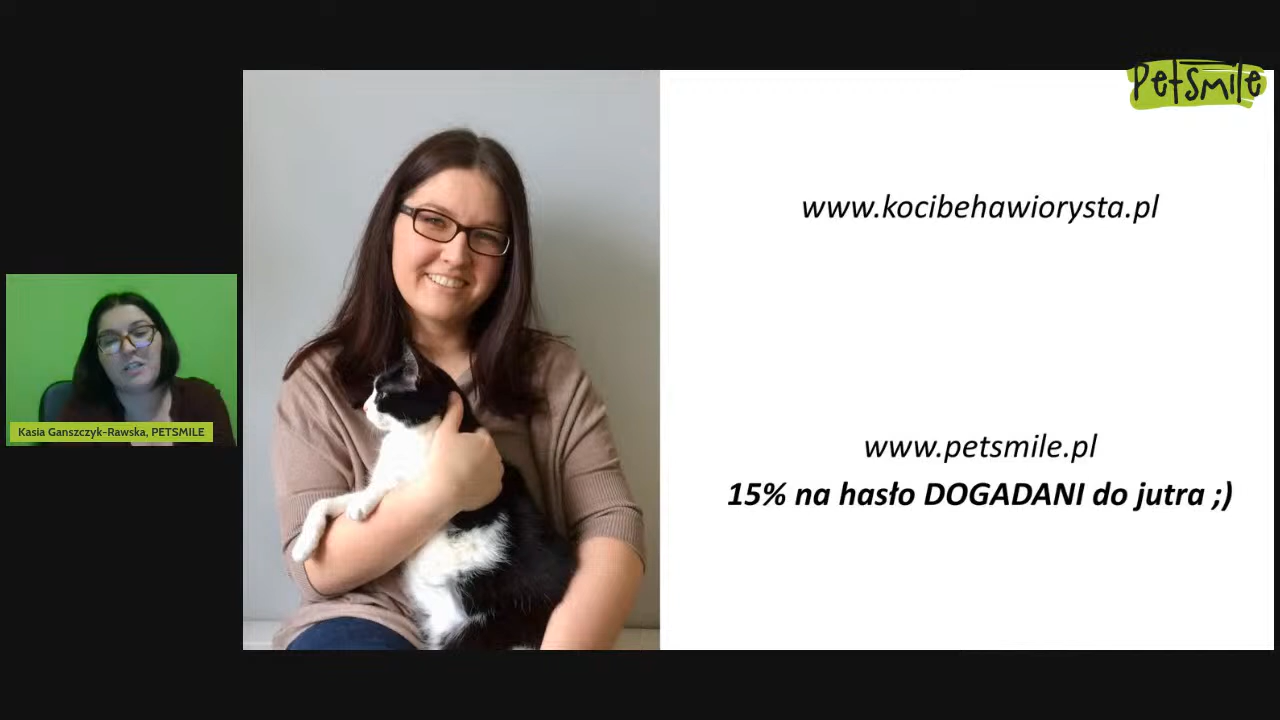 PetSmile
www.kocibehawiorysta.pl
Kasia Ganszczyk-Rawska, PETSMILE
www.petsmile.pl
15% na hasło DOGADANI do jutra ;)